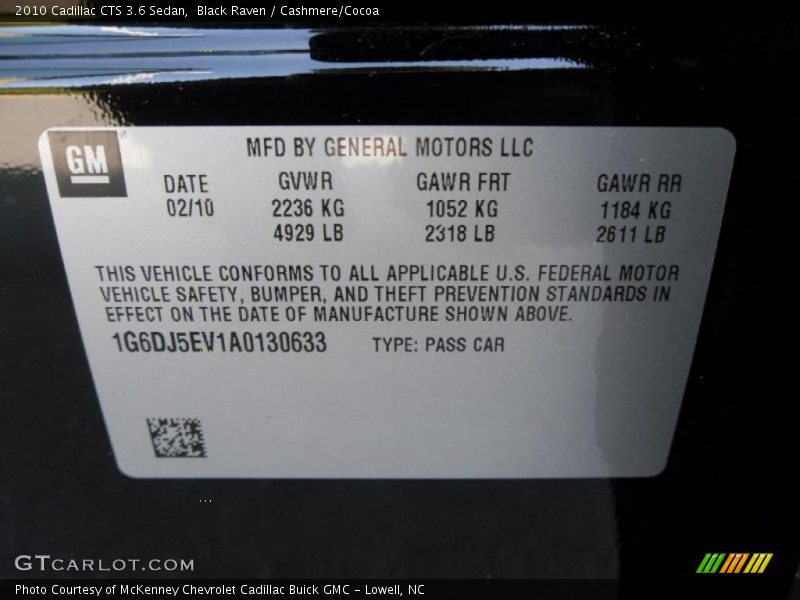 2010 Cadillac CTS 3.6 Sedan, Black Raven / Cashmere/Cocoa
GM
MFD BY GENERAL MOTORS LLC
DATE GVWR GAWR FRT GAWR RR
02/10 2236 KG 1052 KG 1184 KG
4929 LB 2318 LB 2611 LB
THIS VEHICLE CONFORMS TO ALL APPLICABLE U.S. FEDERAL MOTOR
VEHICLE SAFETY, BUMPER, AND THEFT PREVENTION STANDARDS IN
EFFECT ON THE DATE OF MANUFACTURE SHOWN ABOVE.
1G6DJ5EV1A0130633 TYPE: PASS CAR
GTCARLOT.COM
Photo Courtesy of McKenney Chevrolet Cadillac Buick GMC - Lowell, NC